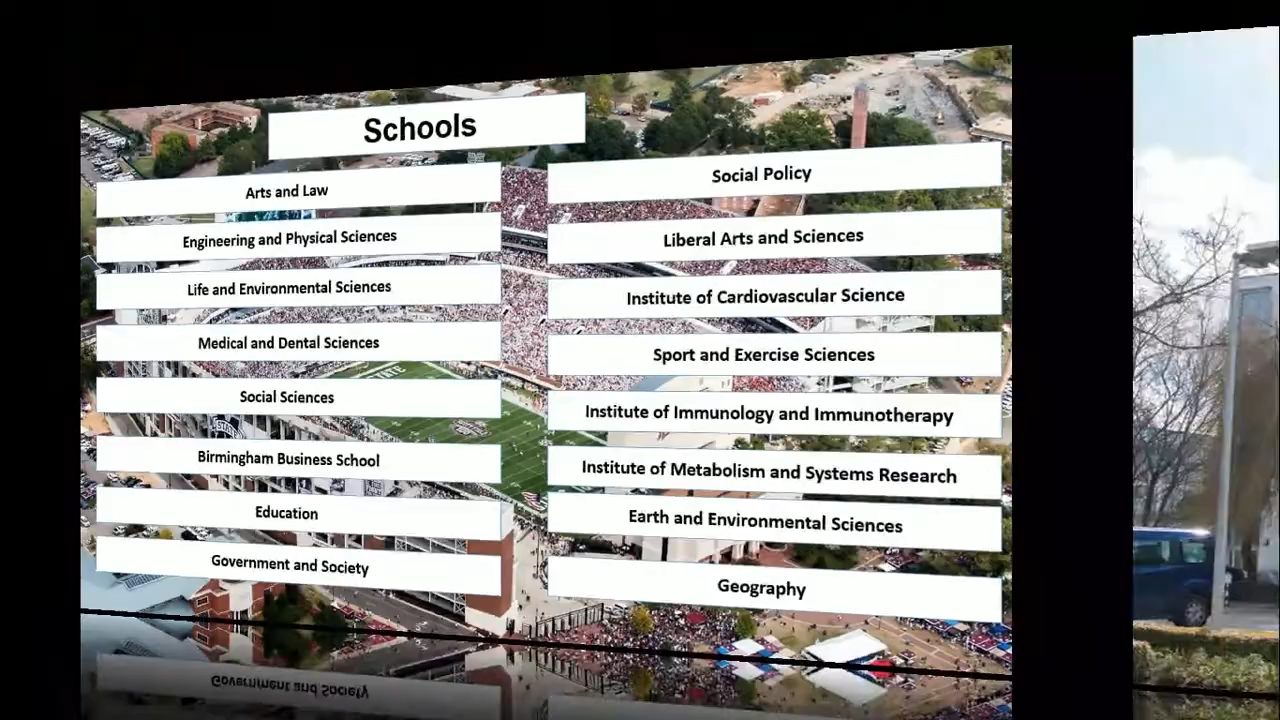 Schools
Arts and Law
Engineering and Physical Sciences
Life and Environmental Sciences
Medical and Dental Sciences
Social Sciences
Birmingham Business School
Education
Government and Society
Social Policy
Liberal Arts and Sciences
Institute of Cardiovascular Science
Sport and Exercise Sciences
Institute of Immunology and Immunotherapy
Institute of Metabolism and Systems Research
Earth and Environmental Sciences
Geography
STATE